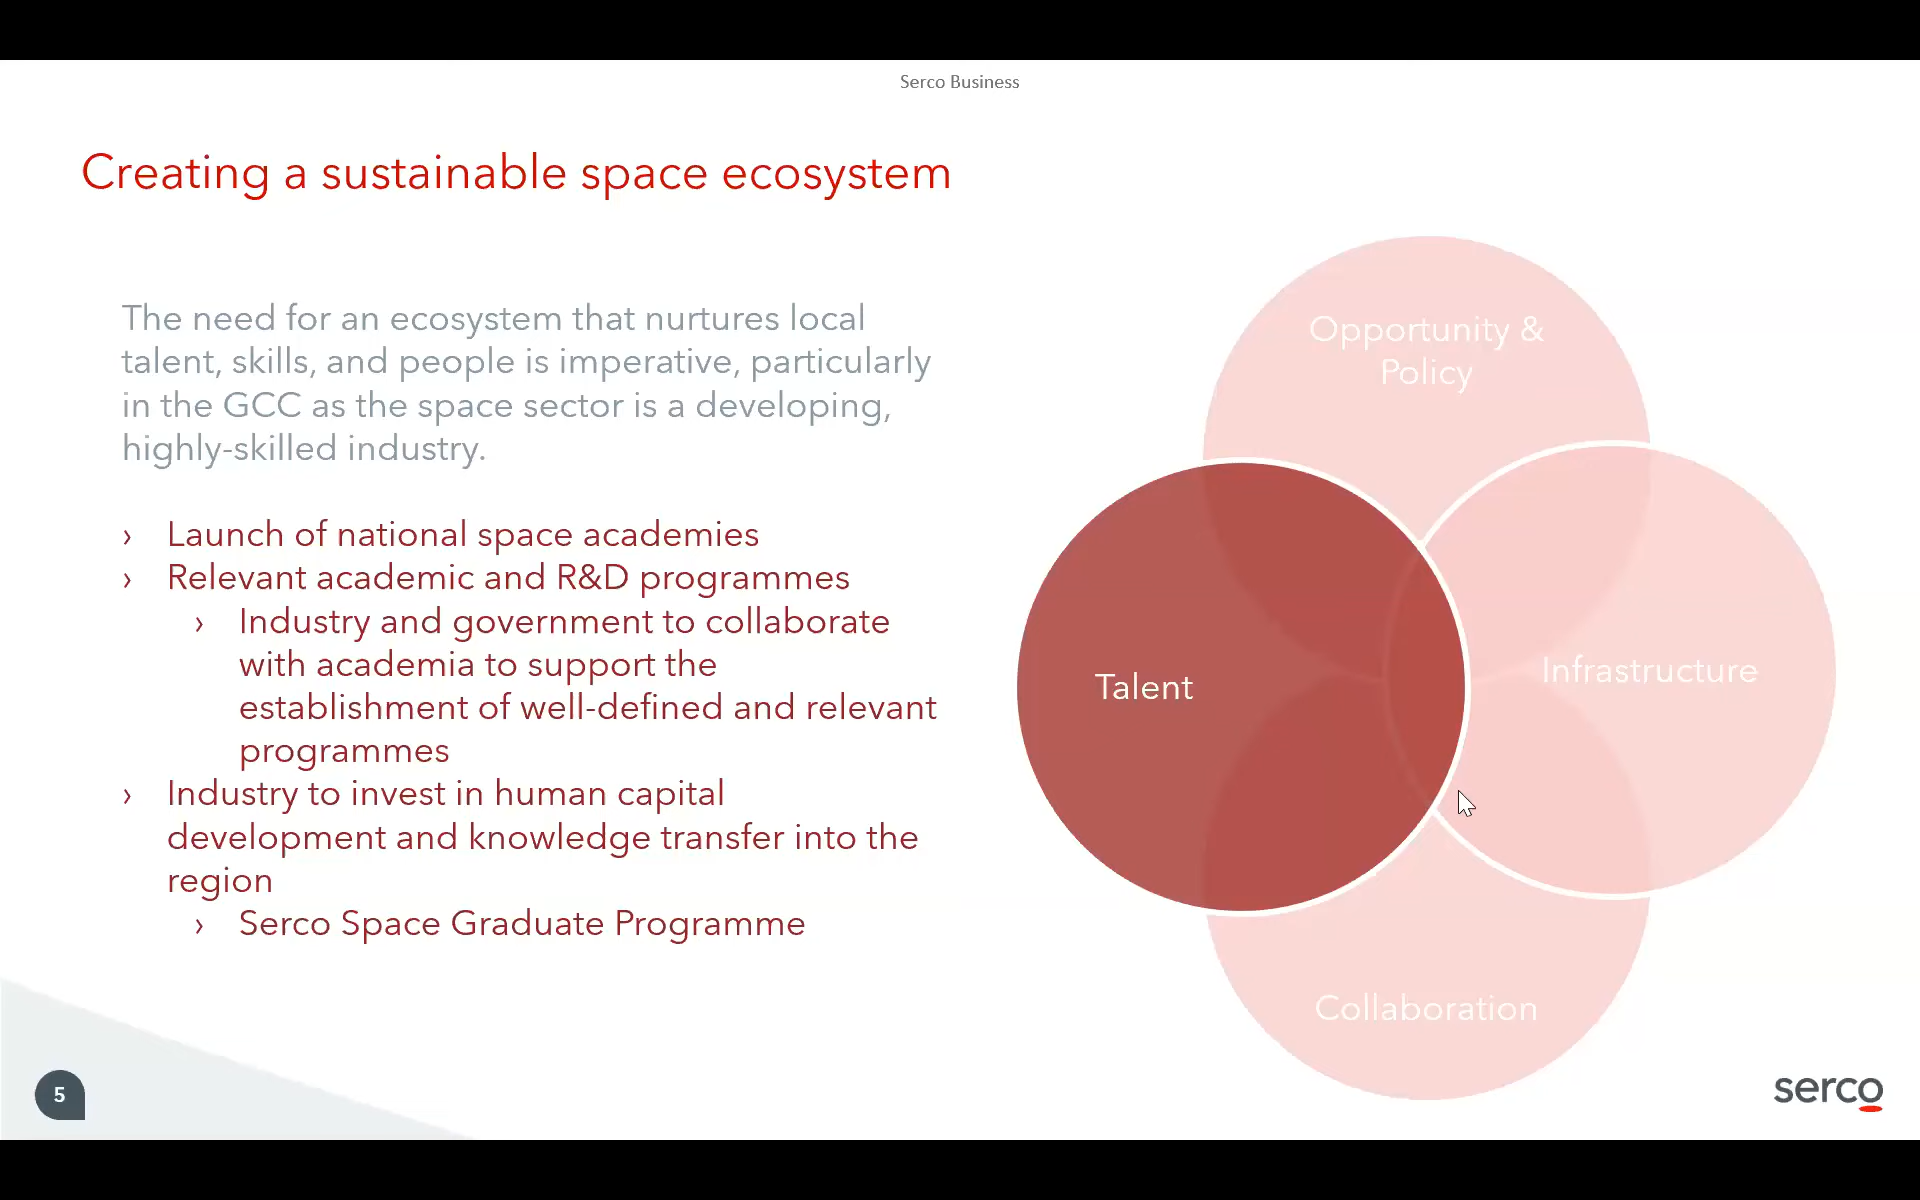 Serco Business
Creating a sustainable space ecosystem
The need for an ecosystem that nurtures local
talent, skills, and people is imperative, particularly
in the GCC as the space sector is a developing,
highly-skilled industry.
› Launch of national space academies
› Relevant academic and R&D programmes
› Industry and government to collaborate
with academia to support the
establishment of well-defined and relevant
programmes
› Industry to invest in human capital
development and knowledge transfer into the
region
› Serco Space Graduate Programme
Opportunity &
Policy
Talent
Infrastructure
Collaboration
5
serco